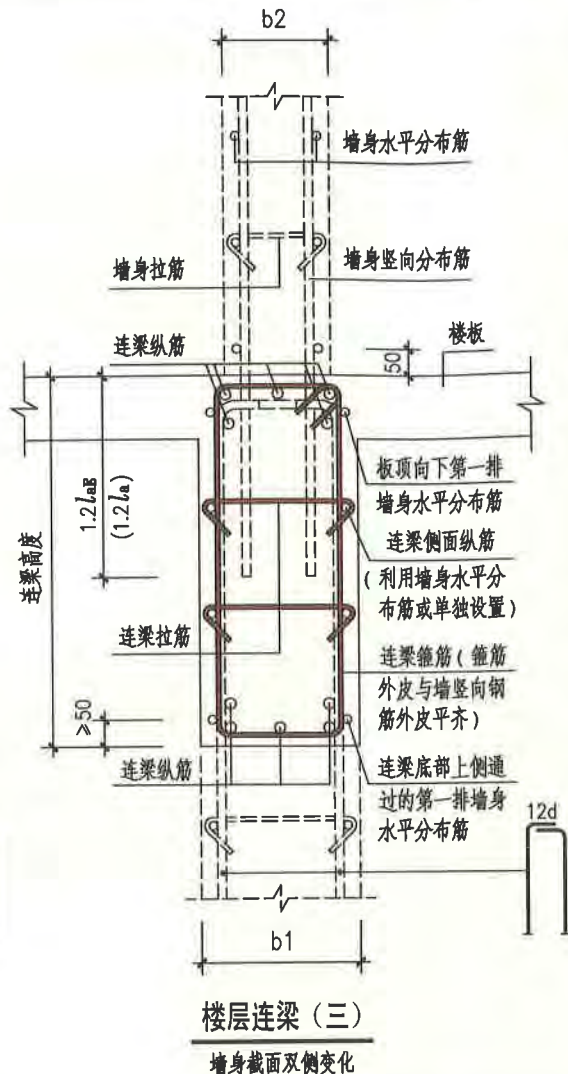 b2
墙身水平分布筋
墙身拉筋
墙身竖向分布筋
连梁纵筋
50
楼板
板顶向下第一排
墙身水平分布筋
1.2laE
(1.2la)
连梁高度
连梁侧面纵筋
(利用墙身水平分
布筋或单独设置)
连梁拉筋
连梁箍筋(箍筋
外皮与墙竖向钢
筋外皮平齐)
≥50
连梁纵筋
连梁底部上侧通
过的第一排墙身
水平分布筋
12d
b1
楼层连梁(三)
墙身截面双侧变化